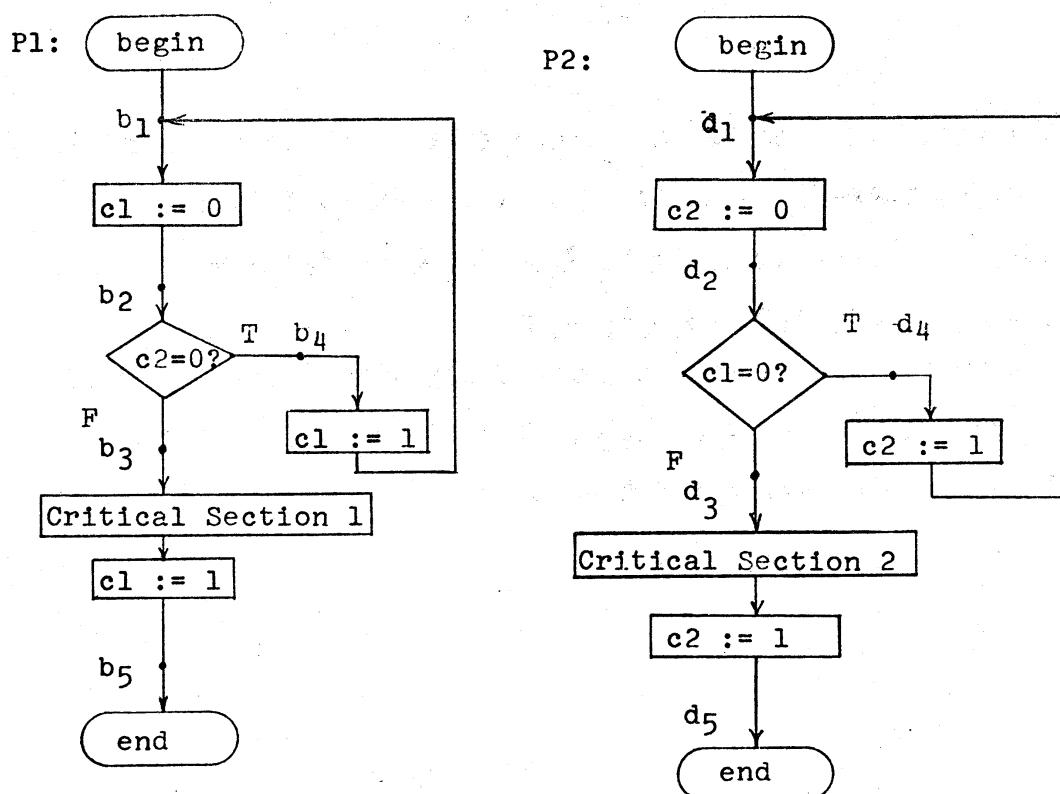 P1:
begin
b1
c1 := 0
b2
c2=0?
T
b4
c1 := 1
F
b3
Critical Section 1
c1 := 1
b5
end
P2:
begin
d1
c2 := 0
d2
c1=0?
T
d4
c2 := 1
F
d3
Critical Section 2
c2 := 1
d5
end